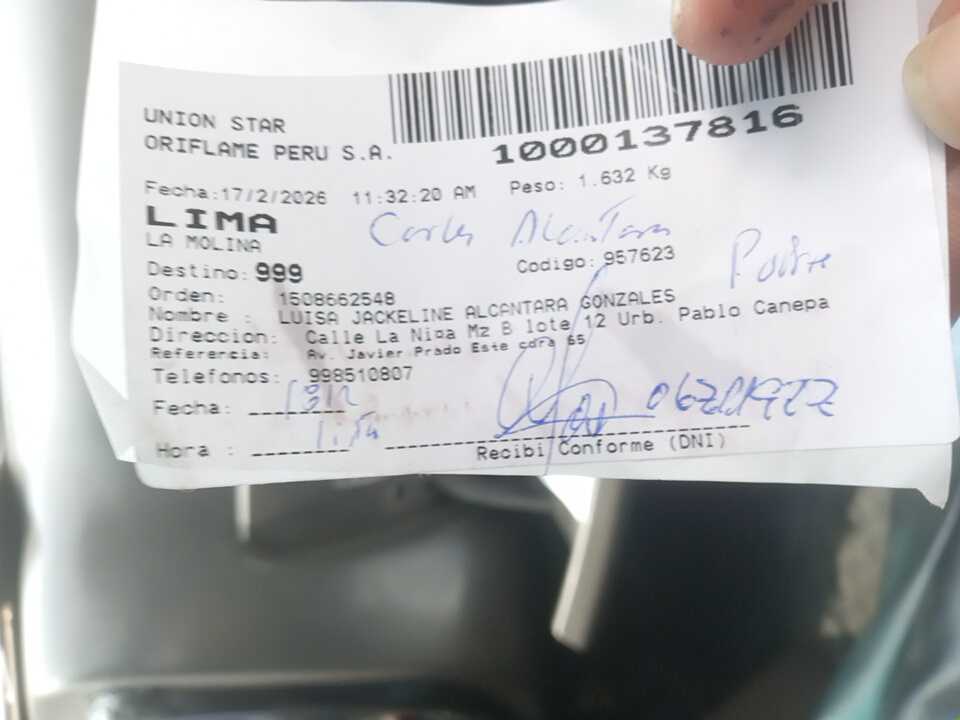 UNION STAR
ORIFLAME PERU S.A.
1000137816
Fecha:17/2/2026 11:32:20 AM Peso: 1.632 Kg
LIMA
LA MOLINA
Carlos Alcantara
Destino: 999 Codigo: 957623
Padre
Orden: 1508662548
Nombre : LUISA JACKELINE ALCANTARA GONZALES
Direccion: Calle La Niña Mz B lote 12 Urb. Pablo Canepa
Referencia: Av. Javier Prado Este cdra 65
Telefonos: 998510807
Fecha:
Hora :
Recibi Conforme (DNI)